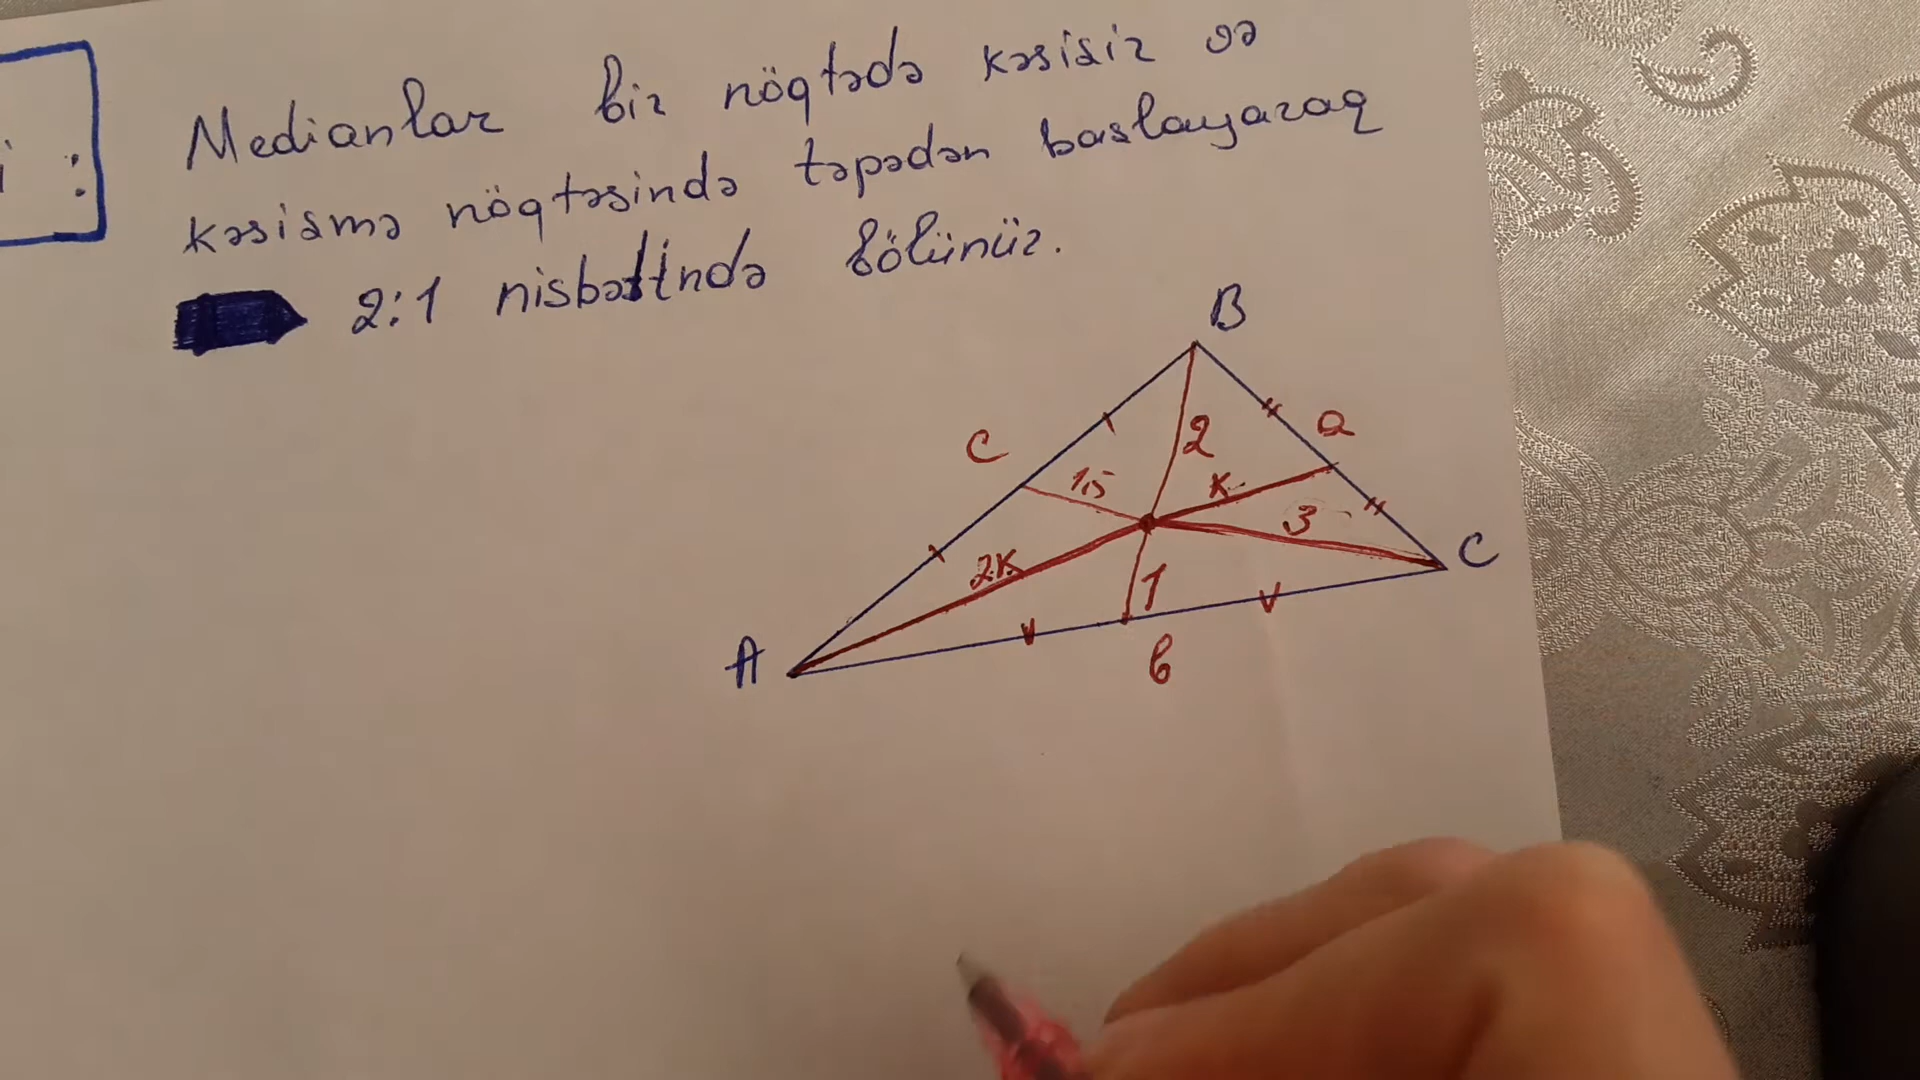 i :
Medianlar bir nöqtədə kəsişir və
kəsişmə nöqtəsində təpədən başlayaraq
2:1 nisbətində bölünür.
B
C
2
a
1,5
K
3
C
2K
1
A
b